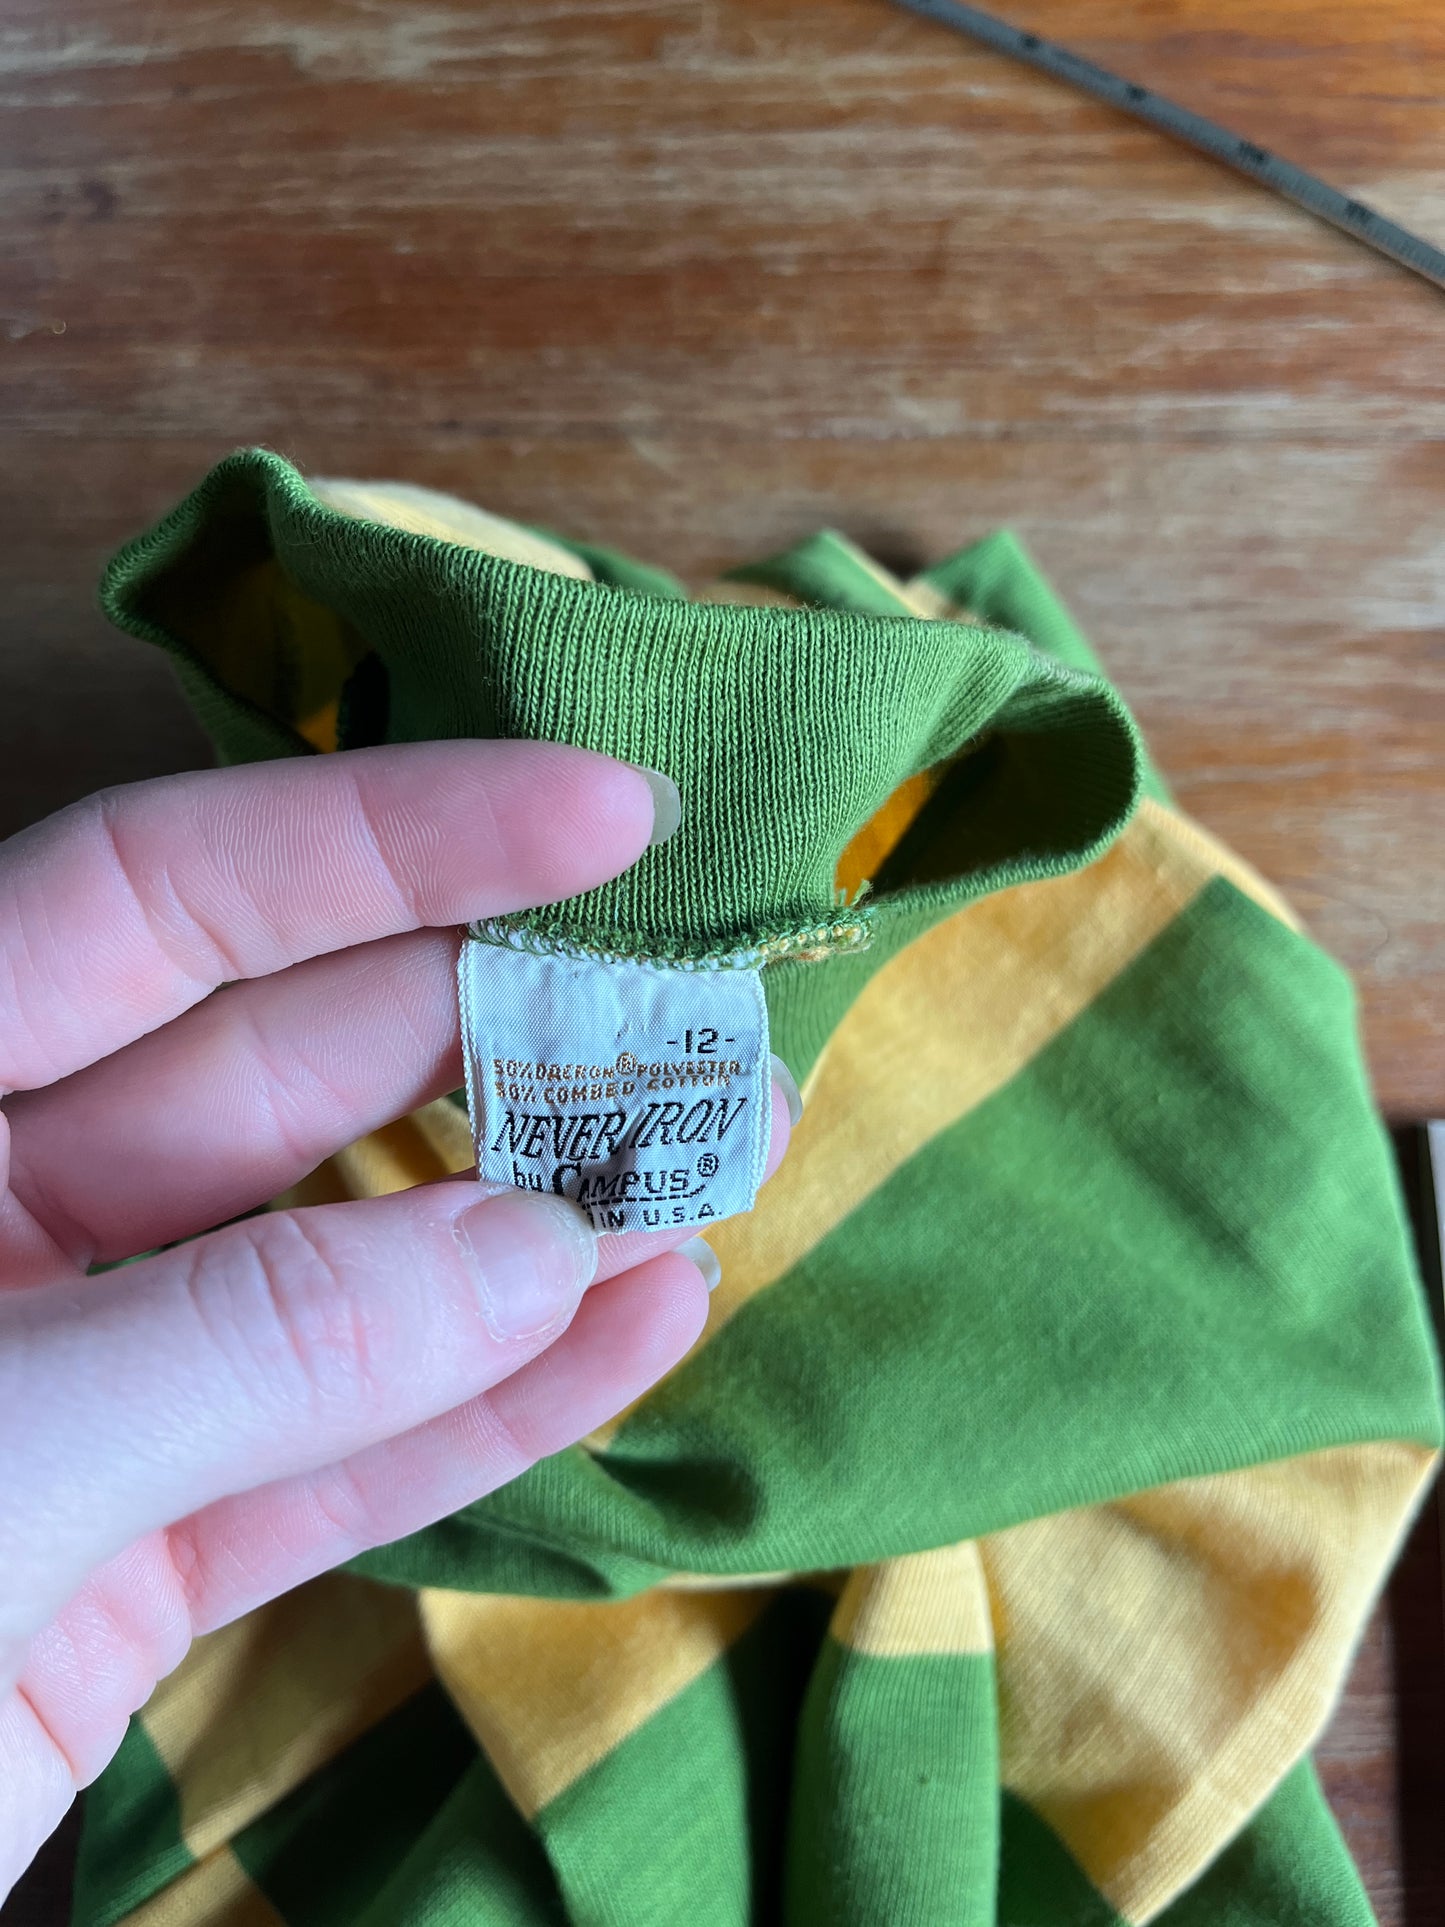 -12-
50% DACRON® POLYESTER
50% COMBED COTTON
NEVER IRON
by CAMPUS®
IN U.S.A.